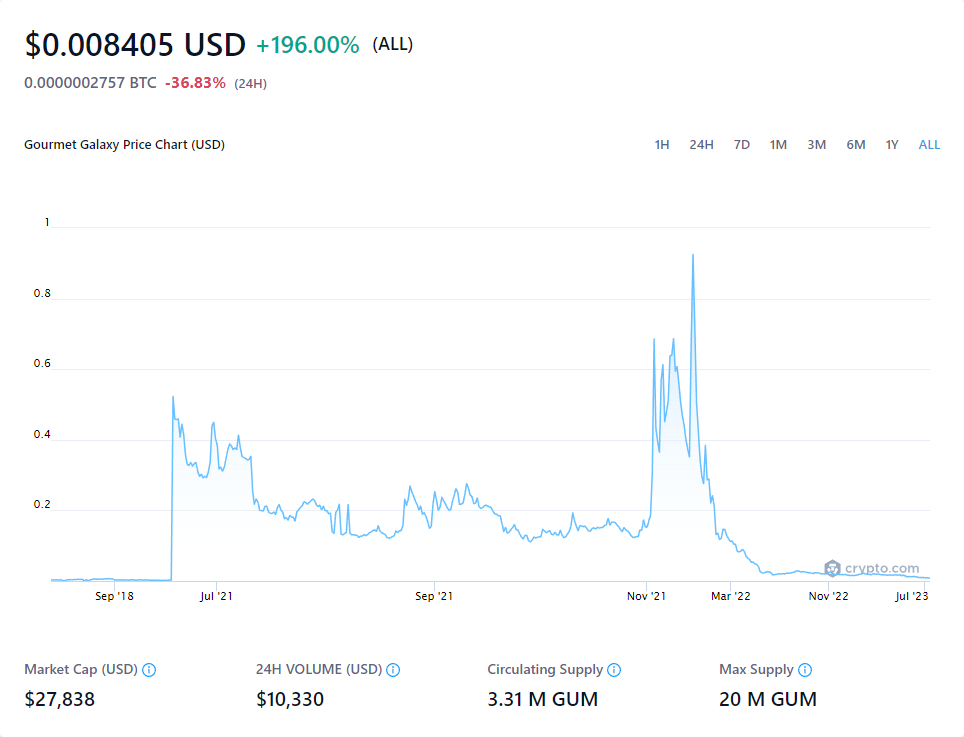 $0.008405 USD +196.00% (ALL)
0.0000002757 BTC -36.83% (24H)
Gourmet Galaxy Price Chart (USD) 1H 24H 7D 1M 3M 6M 1Y ALL
1
0.8
0.6
0.4
0.2
crypto.com
Sep '18 Jul '21 Sep '21 Nov '21 Mar '22 Nov '22 Jul '23
Market Cap (USD) 24H VOLUME (USD) Circulating Supply Max Supply
$27,838 $10,330 3.31 M GUM 20 M GUM